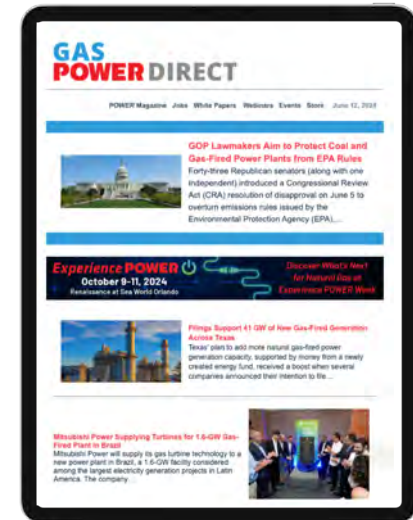 GAS
POWER DIRECT
POWER Magazine Jobs White Papers Webinars Events Store June 12, 2024
GOP Lawmakers Aim to Protect Coal and
Gas-Fired Power Plants from EPA Rules
Forty-three Republican senators (along with one
independent) introduced a Congressional Review
Act (CRA) resolution of disapproval on June 5 to
overturn emissions rules issued by the
Environmental Protection Agency (EPA),...
Experience POWER
October 9-11, 2024
Renaissance at Sea World Orlando
Discover What's Next
for Natural Gas at
Experience POWER Week
Filings Support 41 GW of New Gas-Fired Generation
Across Texas
Texas' plan to add more natural gas-fired power
generation capacity, supported by money from a newly
created energy fund, received a boost when several
companies announced their intention to file...
Mitsubishi Power Supplying Turbines for 1.6-GW Gas-
Fired Plant in Brazil
Mitsubishi Power will supply its gas turbine technology to a
new power plant in Brazil, a 1.6-GW facility considered
among the largest electricity generation projects in Latin
America. The company...